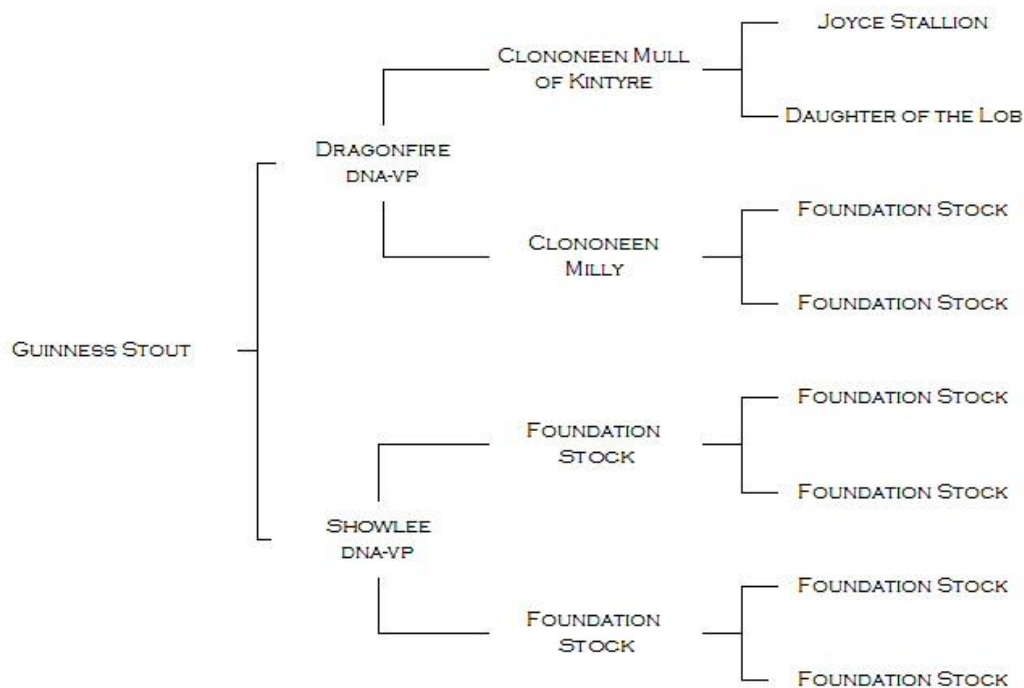 Joyce Stallion
Clononeen Mull
of Kintyre
Daughter of the Lob
Dragonfire
DNA-VP
Foundation Stock
Clononeen
Milly
Foundation Stock
Guinness Stout
Foundation Stock
Foundation
Stock
Foundation Stock
Showlee
DNA-VP
Foundation Stock
Foundation
Stock
Foundation Stock